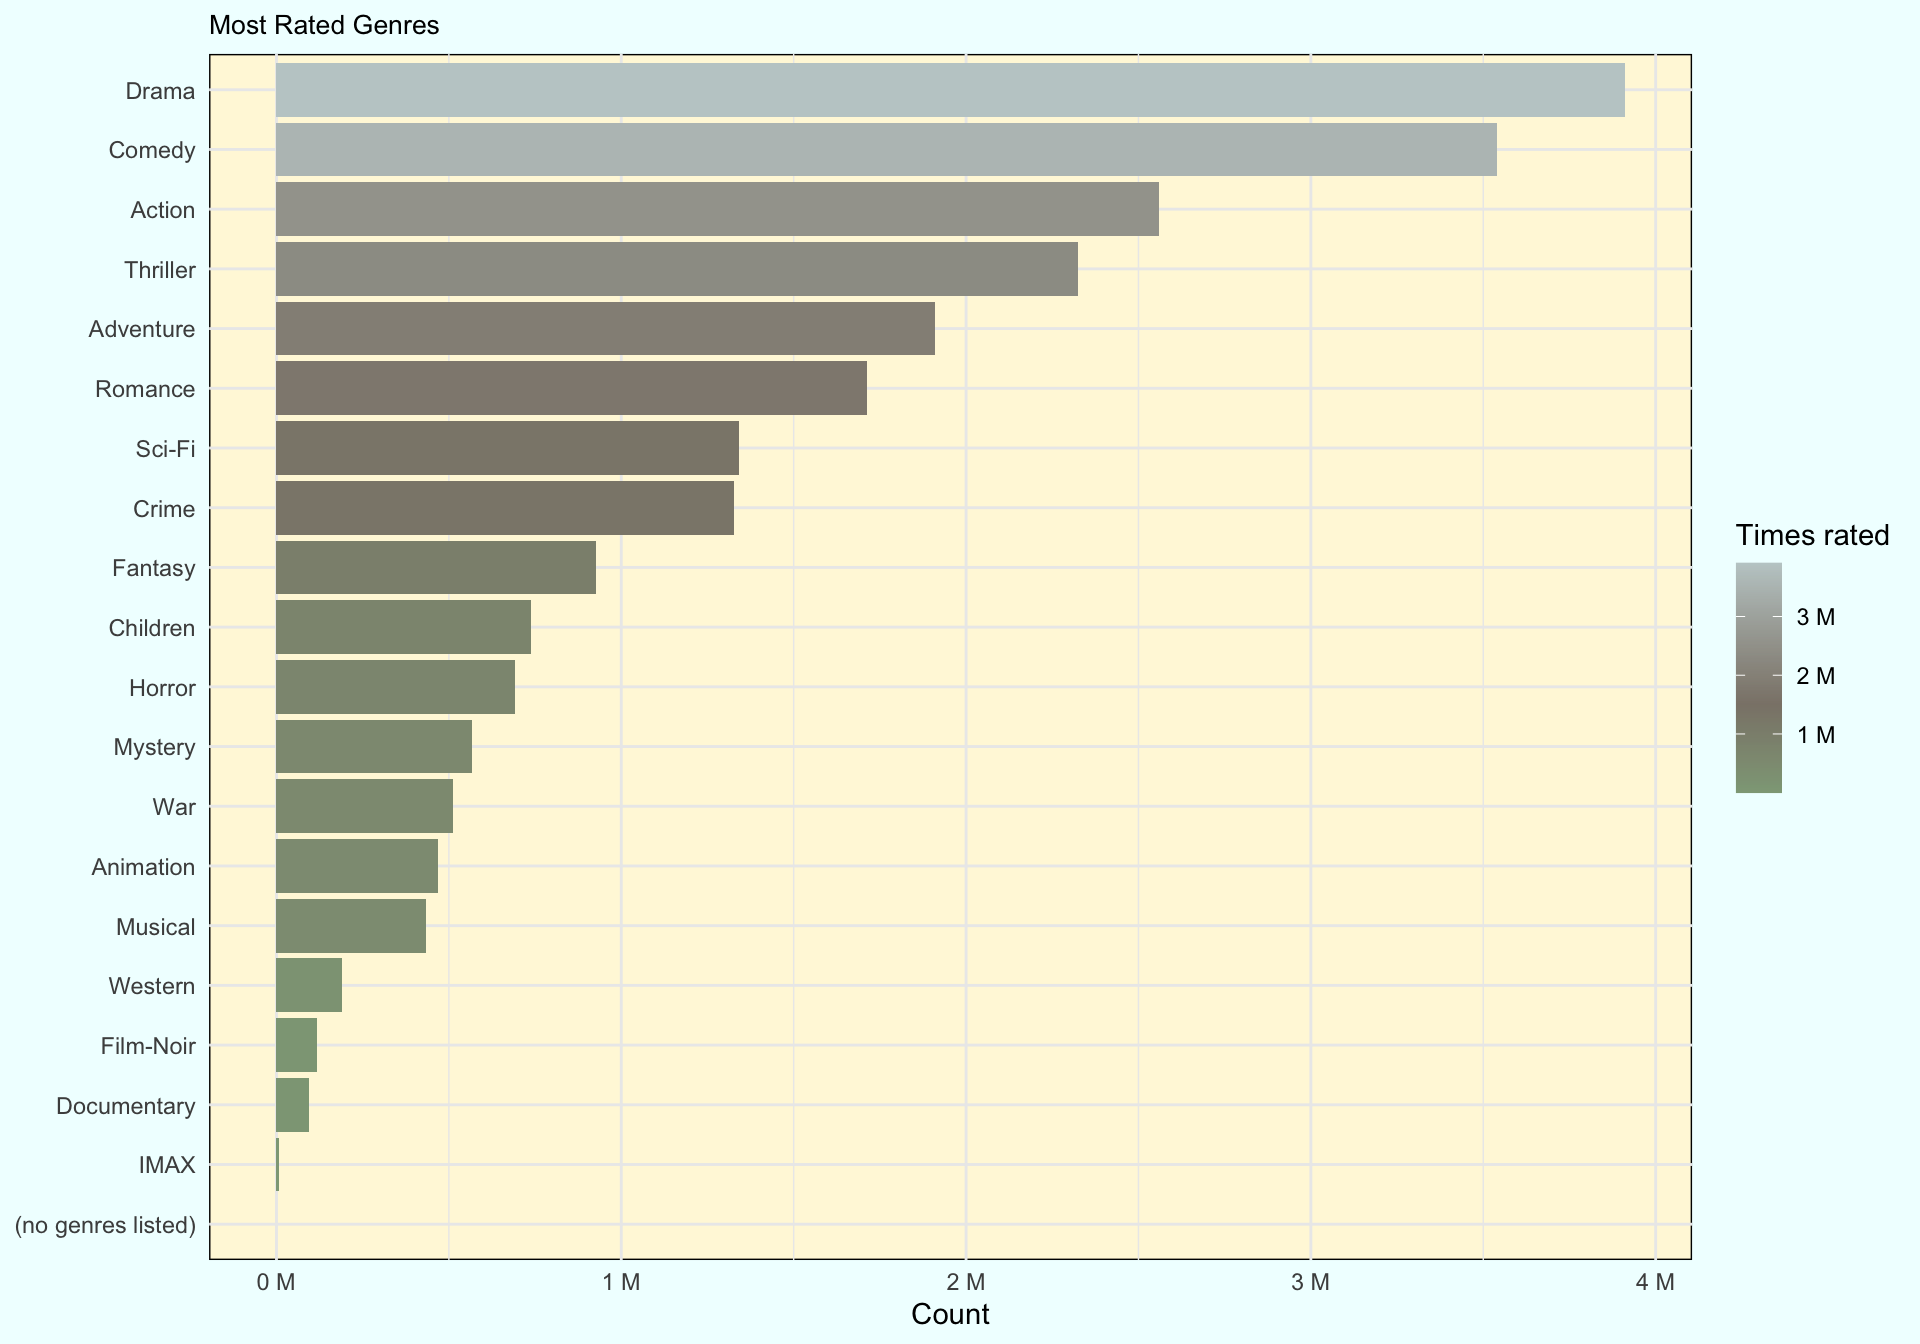 Most Rated Genres
Drama
Comedy
Action
Thriller
Adventure
Romance
Sci-Fi
Crime
Fantasy
Children
Horror
Mystery
War
Animation
Musical
Western
Film-Noir
Documentary
IMAX
(no genres listed)
0 M 1 M 2 M 3 M 4 M
Count
Times rated
3 M
2 M
1 M